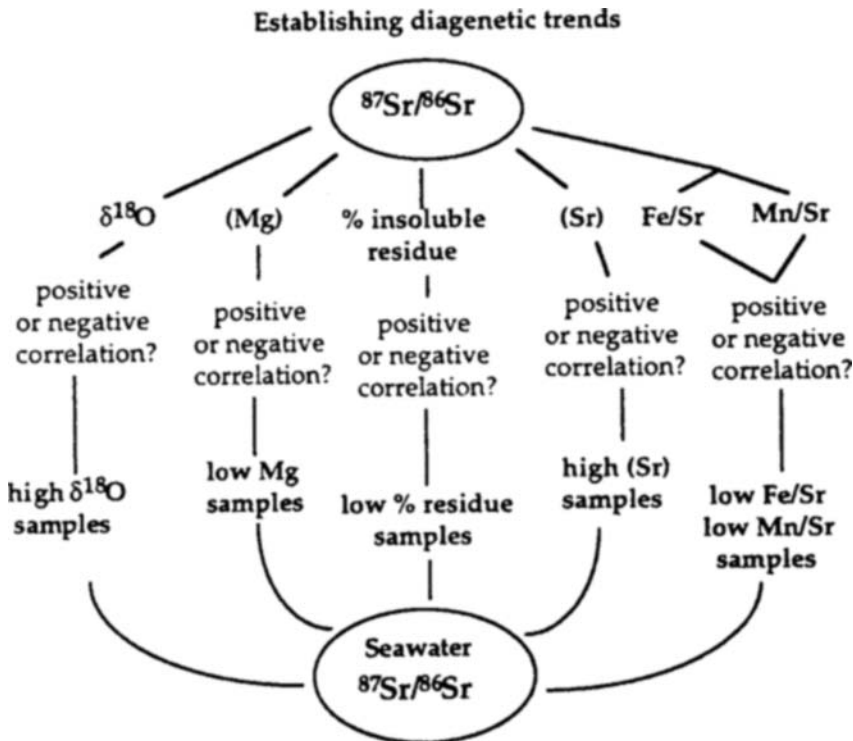 Establishing diagenetic trends
⁸⁷Sr/⁸⁶Sr
δ¹⁸O
(Mg)
% insoluble
residue
(Sr)
Fe/Sr
Mn/Sr
positive
or negative
correlation?
positive
or negative
correlation?
positive
or negative
correlation?
positive
or negative
correlation?
positive
or negative
correlation?
high δ¹⁸O
samples
low Mg
samples
low % residue
samples
high (Sr)
samples
low Fe/Sr
low Mn/Sr
samples
Seawater
⁸⁷Sr/⁸⁶Sr